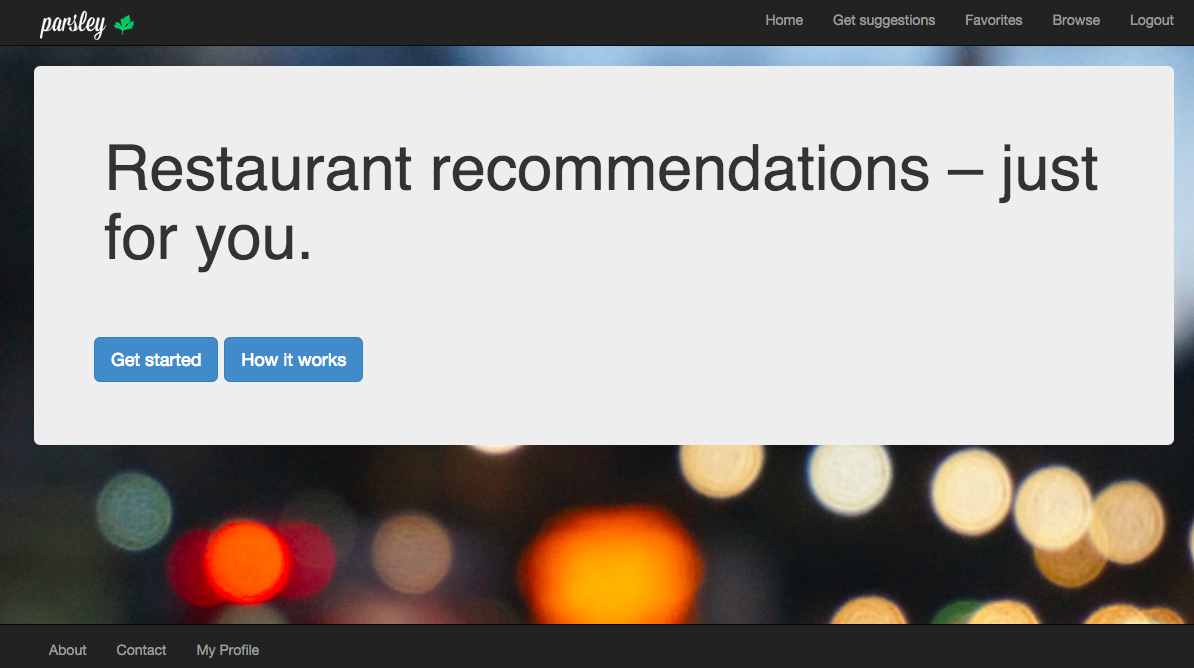 parsley
Home Get suggestions Favorites Browse Logout
Restaurant recommendations – just
for you.
Get started How it works
About Contact My Profile